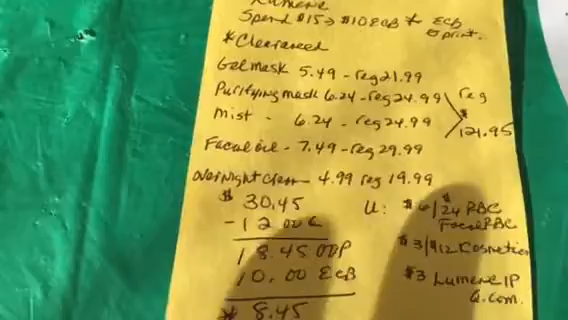 Lumene
Spend $15 → $10 ECB * ECB
print.
*Clearanced
Gel mask 5.49 - reg 21.99
Purifying mask 6.24 - reg 24.99 \ reg
mist - 6.24 - reg 24.99 / $121.95
Facial oil - 7.49 - reg 29.99
overnight cream - 4.99 reg 19.99
$30.45
- 12.00 C
18.45 OOP
10.00 ECB
* 8.45
U: $6/$24 RBC
Facial RBC
$3/$12 Cosmetics
$3 Lumene IP
Q.com.